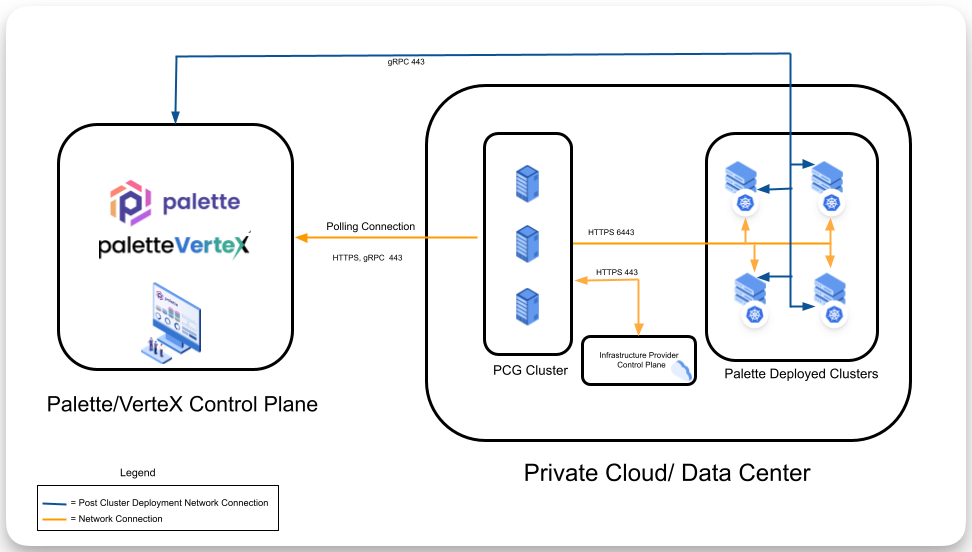 gRPC 443
palette
paletteVerteX
Polling Connection
HTTPS, gRPC 443
HTTPS 6443
HTTPS 443
Infrastructure Provider
Control Plane
PCG Cluster
Palette Deployed Clusters
Palette/VerteX Control Plane
Private Cloud/ Data Center
Legend
= Post Cluster Deployment Network Connection
= Network Connection